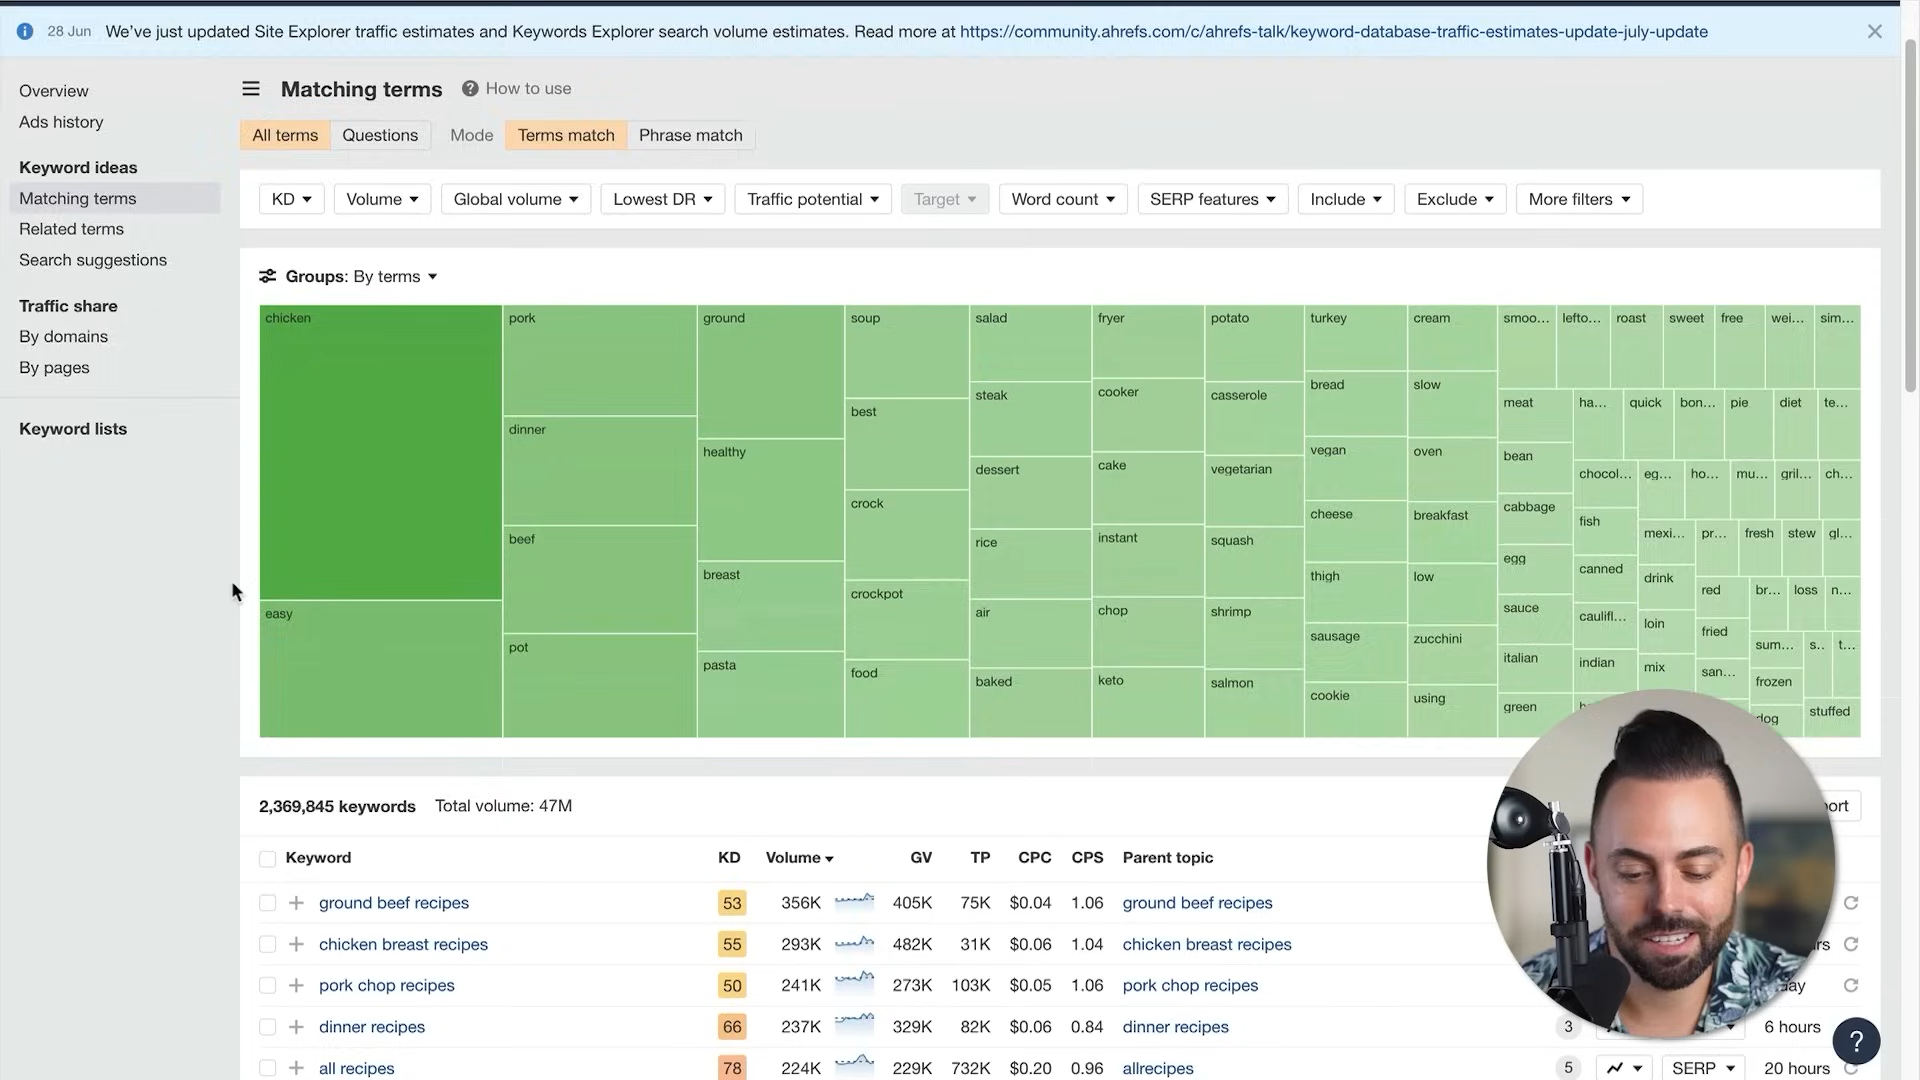 28 Jun We've just updated Site Explorer traffic estimates and Keywords Explorer search volume estimates. Read more at https://community.ahrefs.com/c/ahrefs-talk/keyword-database-traffic-estimates-update-july-update
Overview
Ads history
Keyword ideas
Matching terms
Related terms
Search suggestions
Traffic share
By domains
By pages
Keyword lists
Matching terms How to use
All terms Questions Mode Terms match Phrase match
KD Volume Global volume Lowest DR Traffic potential Target Word count SERP features Include Exclude More filters
Groups: By terms
chicken
easy
pork
dinner
beef
pot
ground
healthy
breast
pasta
soup
best
crock
crockpot
food
salad
steak
dessert
rice
air
baked
fryer
cooker
cake
instant
chop
keto
potato
casserole
vegetarian
squash
shrimp
salmon
turkey
bread
vegan
cheese
thigh
sausage
cookie
cream
slow
oven
breakfast
low
zucchini
using
smoo... lefto... roast sweet free wei... sim...
meat
bean
cabbage
egg
sauce
italian
green
ha... quick bon... pie diet te...
chocol... eg... ho... mu... gril... ch...
fish
canned
caulifl...
indian
mexi... pr... fresh stew gl...
drink
loin
mix
red
fried
san...
br... loss n...
sum... s.. t...
frozen
dog
stuffed
2,369,845 keywords Total volume: 47M ort
Keyword KD Volume GV TP CPC CPS Parent topic
ground beef recipes 53 356K 405K 75K $0.04 1.06 ground beef recipes
chicken breast recipes 55 293K 482K 31K $0.06 1.04 chicken breast recipes rs
pork chop recipes 50 241K 273K 103K $0.05 1.06 pork chop recipes ay
dinner recipes 66 237K 329K 82K $0.06 0.84 dinner recipes 3 6 hours
all recipes 78 224K 229K 732K $0.20 0.96 allrecipes 5 SERP 20 hours
?